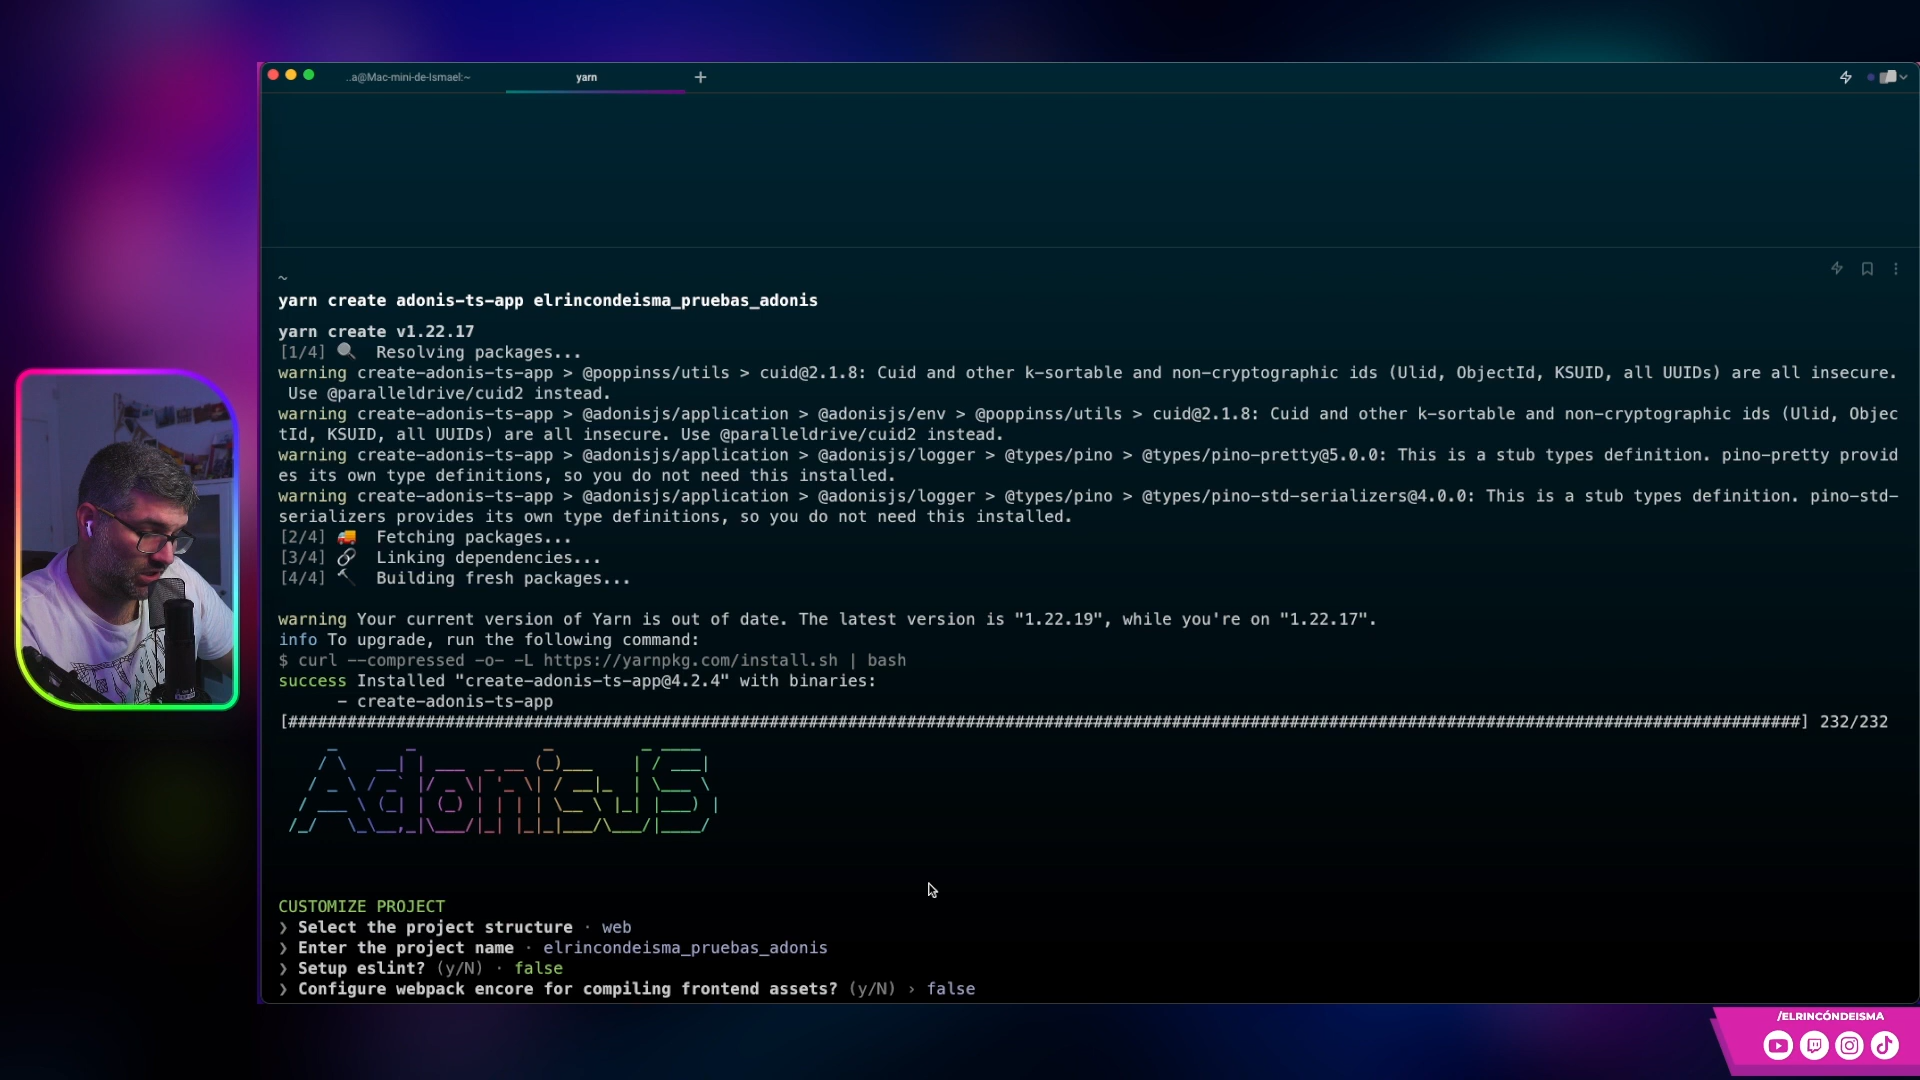 ..a@Mac-mini-de-Ismael:~
yarn
+
~
yarn create adonis-ts-app elrincondeisma_pruebas_adonis
yarn create v1.22.17
[1/4] 🔍 Resolving packages...
warning create-adonis-ts-app > @poppinss/utils > cuid@2.1.8: Cuid and other k-sortable and non-cryptographic ids (Ulid, ObjectId, KSUID, all UUIDs) are all insecure.
Use @paralleldrive/cuid2 instead.
warning create-adonis-ts-app > @adonisjs/application > @adonisjs/env > @poppinss/utils > cuid@2.1.8: Cuid and other k-sortable and non-cryptographic ids (Ulid, Objec
tId, KSUID, all UUIDs) are all insecure. Use @paralleldrive/cuid2 instead.
warning create-adonis-ts-app > @adonisjs/application > @adonisjs/logger > @types/pino > @types/pino-pretty@5.0.0: This is a stub types definition. pino-pretty provid
es its own type definitions, so you do not need this installed.
warning create-adonis-ts-app > @adonisjs/application > @adonisjs/logger > @types/pino > @types/pino-std-serializers@4.0.0: This is a stub types definition. pino-std-
serializers provides its own type definitions, so you do not need this installed.
[2/4] 🚚 Fetching packages...
[3/4] 🔗 Linking dependencies...
[4/4] 🔨 Building fresh packages...
warning Your current version of Yarn is out of date. The latest version is "1.22.19", while you're on "1.22.17".
info To upgrade, run the following command:
$ curl --compressed -o- -L https://yarnpkg.com/install.sh | bash
success Installed "create-adonis-ts-app@4.2.4" with binaries:
- create-adonis-ts-app
[####################################################################################################################################################] 232/232
AdonisJS
CUSTOMIZE PROJECT
❯ Select the project structure · web
❯ Enter the project name · elrincondeisma_pruebas_adonis
❯ Setup eslint? (y/N) · false
❯ Configure webpack encore for compiling frontend assets? (y/N) › false
/ELRINCÓNDEISMA